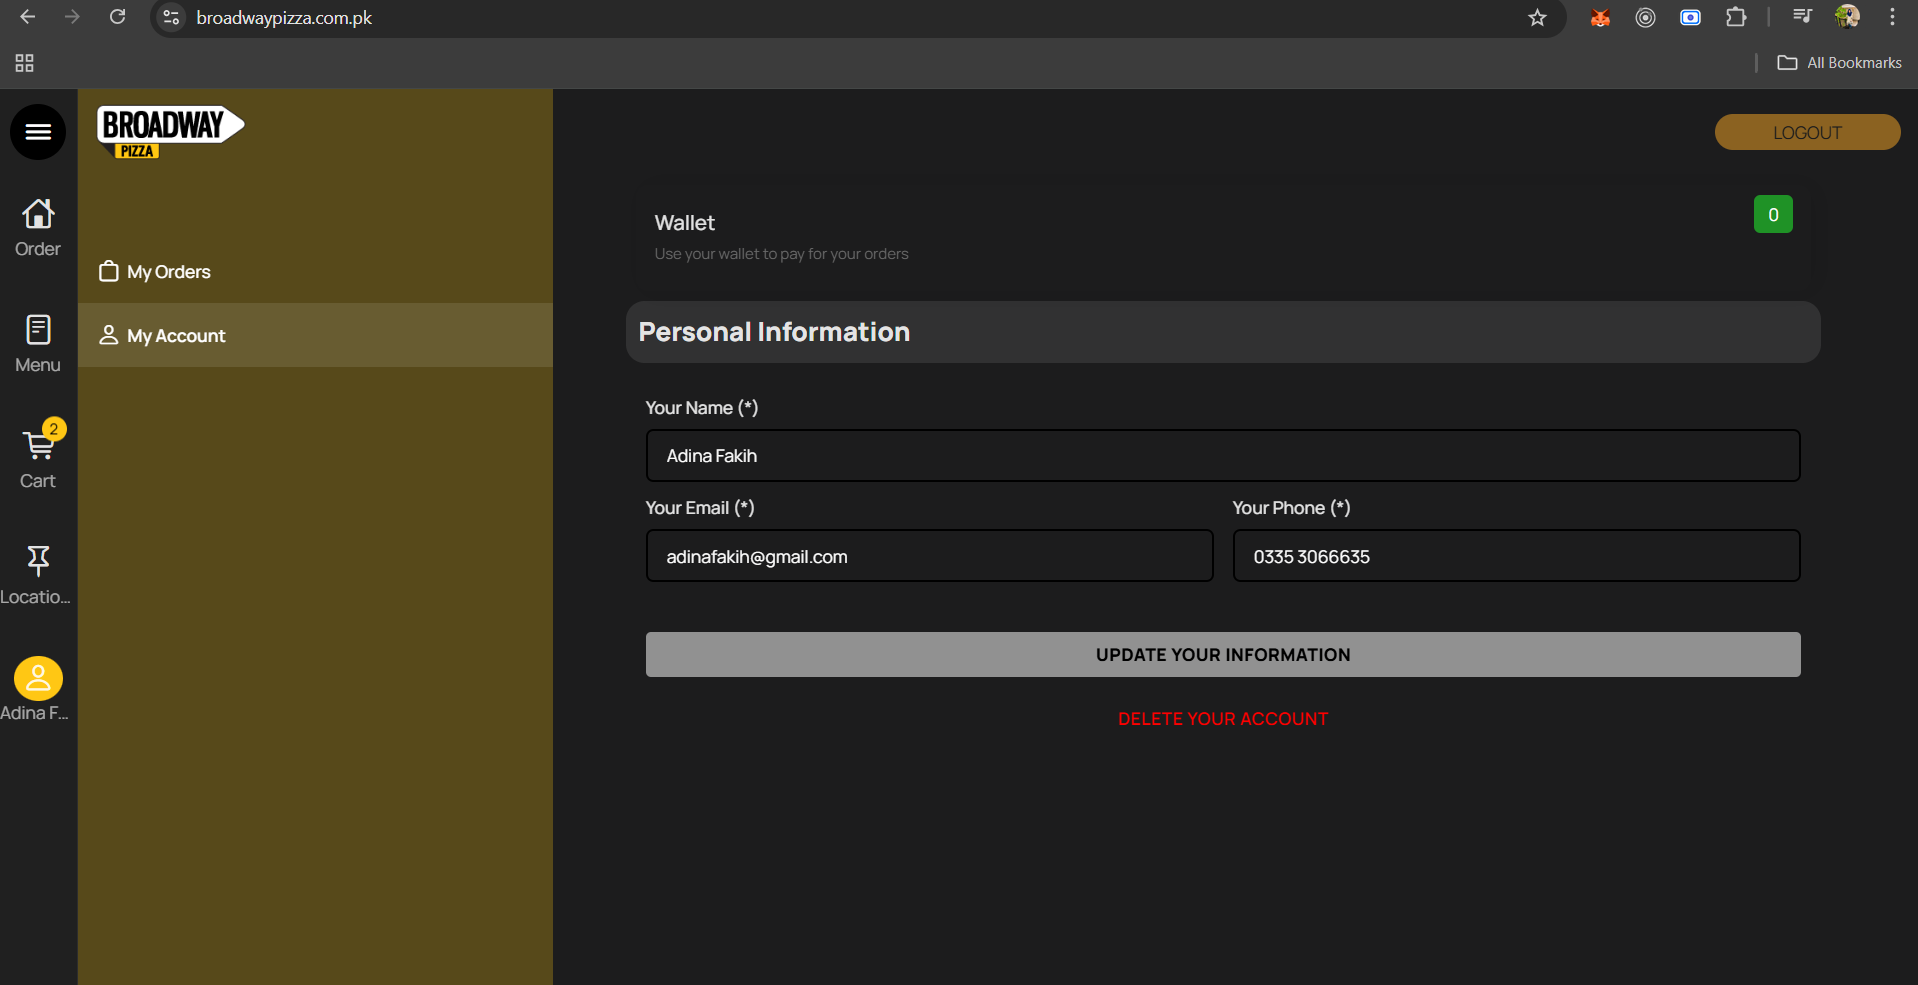 broadwaypizza.com.pk
All Bookmarks
BROADWAY
PIZZA
LOGOUT
Order
Menu
2
Cart
Locatio...
Adina F...
My Orders
My Account
Wallet
0
Use your wallet to pay for your orders
Personal Information
Your Name (*)
Adina Fakih
Your Email (*)
Your Phone (*)
adinafakih@gmail.com
0335 3066635
UPDATE YOUR INFORMATION
DELETE YOUR ACCOUNT